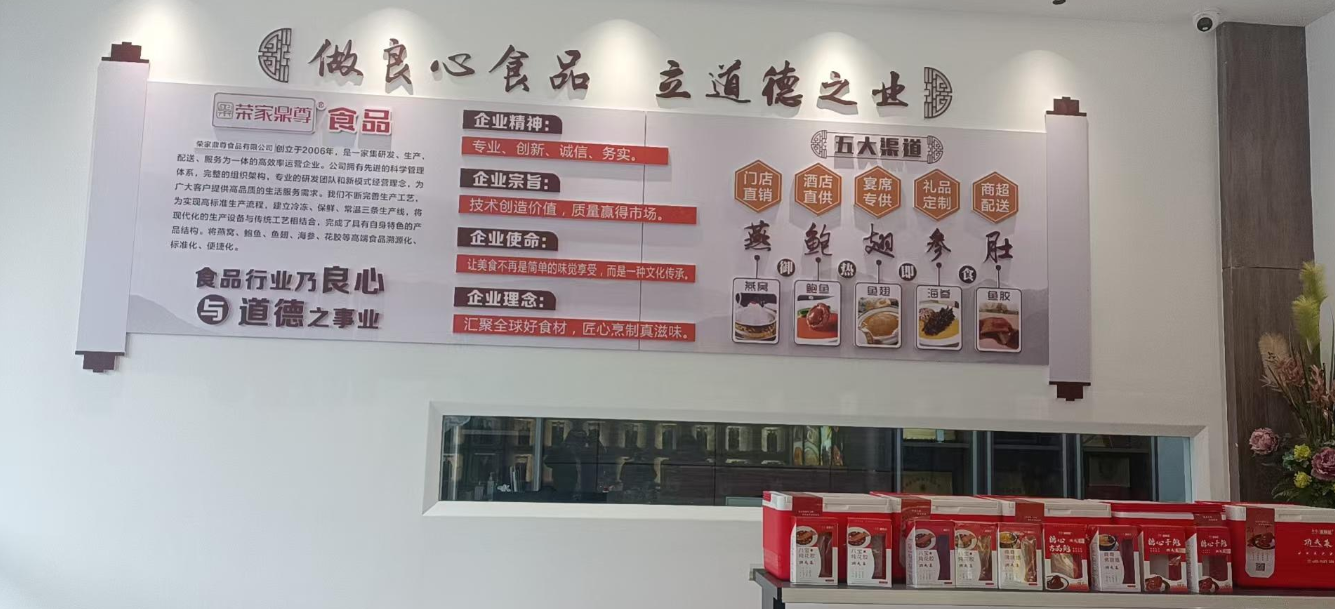 做良心食品 立道德之业
荣家鼎尊® 食品
荣家鼎尊食品有限公司创立于2006年，是一家集研发、生产、
配送、服务为一体的高效率运营企业。公司拥有先进的科学管理
体系，完整的组织架构，专业的研发团队和新模式经营理念，为
广大客户提供高品质的生活服务需求。我们不断完善生产工艺，
为实现高标准生产流程，建立冷冻、保鲜、常温三条生产线，将
现代化的生产设备与传统工艺相结合，完成了具有自身特色的产
品结构。将燕窝、鲍鱼、鱼翅、海参、花胶等高端食品溯源化、
标准化、便捷化。
食品行业乃良心
与道德之事业
企业精神：
专业、创新、诚信、务实。
企业宗旨：
技术创造价值，质量赢得市场。
企业使命：
让美食不再是简单的味觉享受，而是一种文化传承。
企业理念：
汇聚全球好食材，匠心烹制真滋味。
五大渠道
门店
直销
酒店
直供
宴席
专供
礼品
定制
商超
配送
燕 鲍 翅 参 肚
御 热 即 食
燕窝
鲍鱼
鱼翅
海参
鱼胶
功夫菜